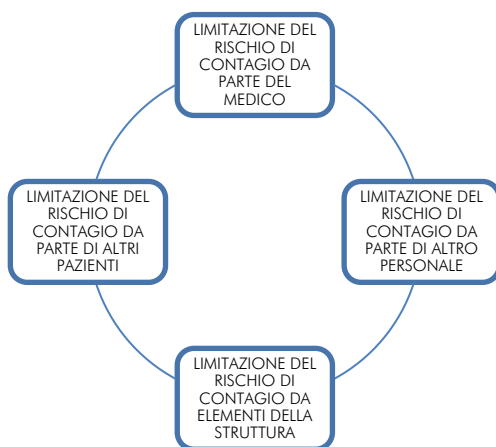 LIMITAZIONE DEL
RISCHIO DI
CONTAGIO DA
PARTE DEL
MEDICO
LIMITAZIONE DEL
RISCHIO DI
CONTAGIO DA
PARTE DI ALTRI
PAZIENTI
LIMITAZIONE DEL
RISCHIO DI
CONTAGIO DA
PARTE DI ALTRO
PERSONALE
LIMITAZIONE DEL
RISCHIO DI
CONTAGIO DA
ELEMENTI DELLA
STRUTTURA